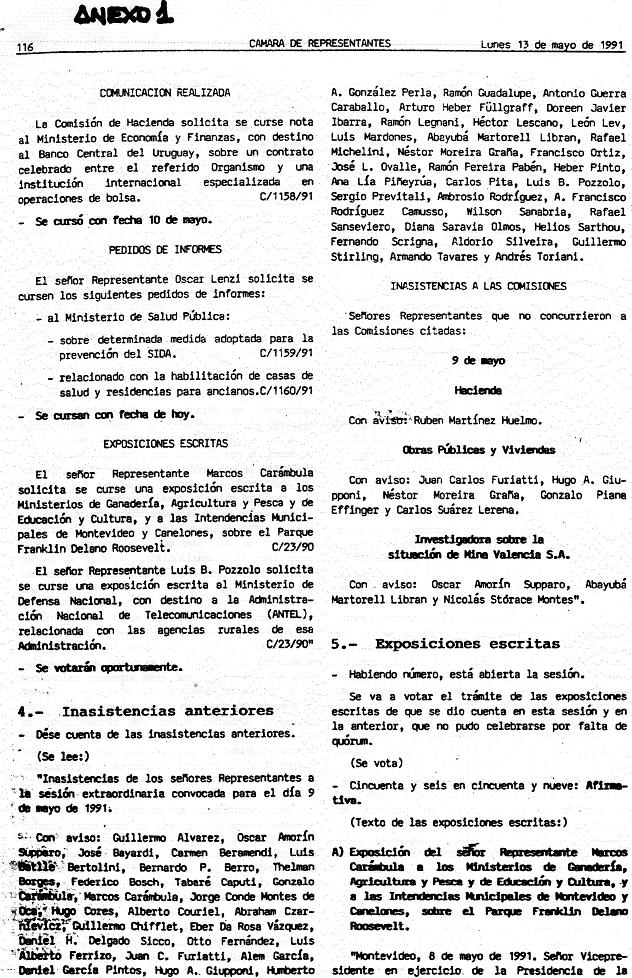 ANEXO 1
116
CAMARA DE REPRESENTANTES
Lunes 13 de mayo de 1991
COMUNICACION REALIZADA
La Comisión de Hacienda solicita se curse nota
al Ministerio de Economía y Finanzas, con destino
al Banco Central del Uruguay, sobre un contrato
celebrado entre el referido Organismo y una
institución internacional especializada en
operaciones de bolsa. C/1158/91
- Se cursó con fecha 10 de mayo.
PEDIDOS DE INFORMES
El señor Representante Oscar Lenzi solicita se
cursen los siguientes pedidos de informes:
- al Ministerio de Salud Pública:
- sobre determinada medida adoptada para la
prevención del SIDA. C/1159/91
- relacionado con la habilitación de casas de
salud y residencias para ancianos.C/1160/91
- Se cursan con fecha de hoy.
EXPOSICIONES ESCRITAS
El señor Representante Marcos Carámbula
solicita se curse una exposición escrita a los
Ministerios de Ganadería, Agricultura y Pesca y de
Educación y Cultura, y a las Intendencias Munici-
pales de Montevideo y Canelones, sobre el Parque
Franklin Delano Roosevelt. C/23/90
El señor Representante Luis B. Pozzolo solicita
se curse una exposición escrita al Ministerio de
Defensa Nacional, con destino a la Administra-
ción Nacional de Telecomunicaciones (ANTEL),
relacionada con las agencias rurales de esa
Administración. C/23/90"
- Se votarán oportunamente.
4.- Inasistencias anteriores
- Dése cuenta de las inasistencias anteriores.
(Se lee:)
"Inasistencias de los señores Representantes a
la sesión extraordinaria convocada para el día 9
de mayo de 1991.
Con aviso: Guillermo Alvarez, Oscar Amorín
Supparo, José Bayardi, Carmen Beramendi, Luis
Batlle Bertolini, Bernardo P. Berro, Thelman
Borges, Federico Bosch, Tabaré Caputi, Gonzalo
Carámbula, Marcos Carámbula, Jorge Conde Montes de
Oca, Hugo Cores, Alberto Couriel, Abraham Czar-
nievicz, Guillermo Chifflet, Eber Da Rosa Vázquez,
Daniel H. Delgado Sicco, Otto Fernández, Luis
Alberto Ferrizo, Juan C. Furiatti, Alem García,
Daniel García Pintos, Hugo A. Giupponi, Humberto
A. González Perla, Ramón Guadalupe, Antonio Guerra
Caraballo, Arturo Heber Füllgraff, Doreen Javier
Ibarra, Ramón Legnani, Héctor Lescano, León Lev,
Luis Mardones, Abayubá Martorell Libran, Rafael
Michelini, Néstor Moreira Graña, Francisco Ortiz,
José L. Ovalle, Ramón Fereira Pabén, Heber Pinto,
Ana Lía Piñeyrúa, Carlos Pita, Luis B. Pozzolo,
Sergio Previtali, Ambrosio Rodríguez, A. Francisco
Rodríguez Camusso, Wilson Sanabria, Rafael
Sanseviero, Diana Saravia Olmos, Helios Sarthou,
Fernando Scrigna, Aldorio Silveira, Guillermo
Stirling, Armando Tavares y Andrés Toriani.
INASISTENCIAS A LAS COMISIONES
Señores Representantes que no concurrieron a
las Comisiones citadas:
9 de mayo
Hacienda
Con aviso: Ruben Martínez Huelmo.
Obras Públicas y Viviendas
Con aviso: Juan Carlos Furiatti, Hugo A. Giu-
pponi, Néstor Moreira Graña, Gonzalo Piana
Effinger y Carlos Suárez Lerena.
Investigadora sobre la
situación de Mina Valencia S.A.
Con aviso: Oscar Amorín Supparo, Abayubá
Martorell Libran y Nicolás Stórace Montes".
5.- Exposiciones escritas
- Habiendo número, está abierta la sesión.
Se va a votar el trámite de las exposiciones
escritas de que se dio cuenta en esta sesión y en
la anterior, que no pudo celebrarse por falta de
quórum.
(Se vota)
- Cincuenta y seis en cincuenta y nueve: Afirma-
tiva.
(Texto de las exposiciones escritas:)
A) Exposición del señor Representante Marcos
Carámbula a los Ministerios de Ganadería,
Agricultura y Pesca y de Educación y Cultura, y
a las Intendencias Municipales de Montevideo y
Canelones, sobre el Parque Franklin Delano
Roosevelt.
"Montevideo, 8 de mayo de 1991. Señor Vicepre-
sidente en ejercicio de la Presidencia de la